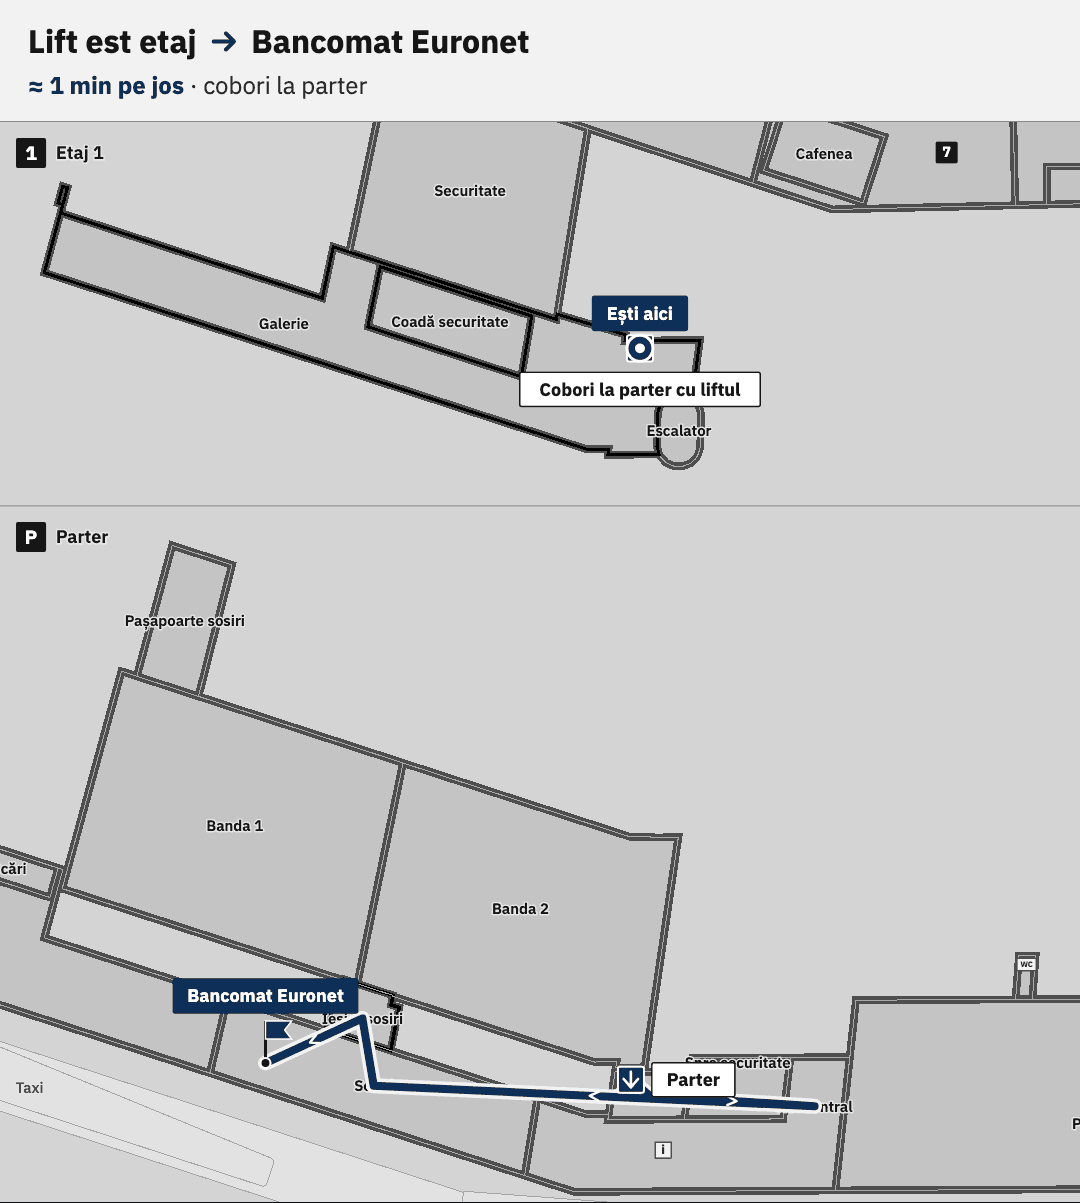 Lift est etaj → Bancomat Euronet
≈ 1 min pe jos · cobori la parter
1 Etaj 1
Cafenea
7
Securitate
Ești aici
Galerie
Coadă securitate
Cobori la parter cu liftul
Escalator
P Parter
Pașapoarte sosiri
Banda 1
cări
Banda 2
WC
Bancomat Euronet
sosiri
securitate
Parter
Taxi
ntral
P
i